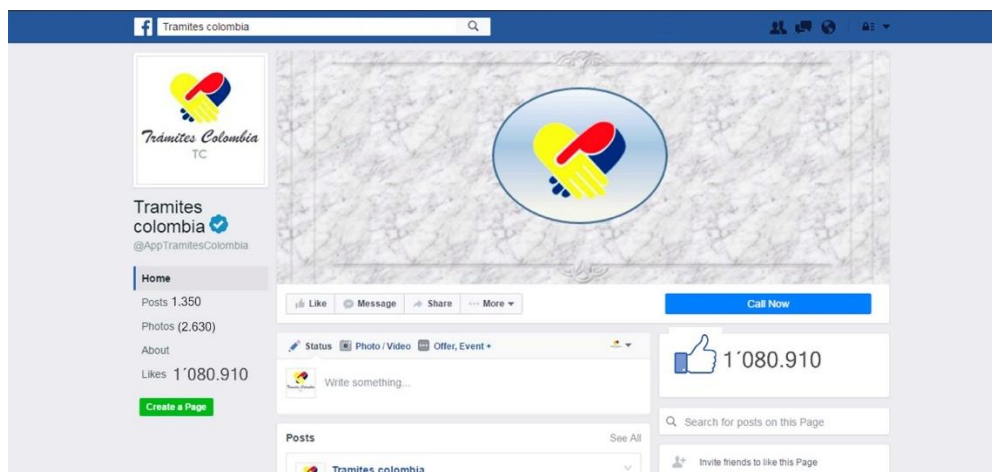 Tramites colombia
Trámites Colombia
TC
Tramites
colombia
@AppTramitesColombia
Home
Posts 1.350
Photos (2.630)
About
Likes 1´080.910
Create a Page
Like Message Share ··· More
Call Now
Status Photo / Video Offer, Event +
Write something...
1´080.910
Search for posts on this Page
Posts See All
Invite friends to like this Page
Tramites colombia